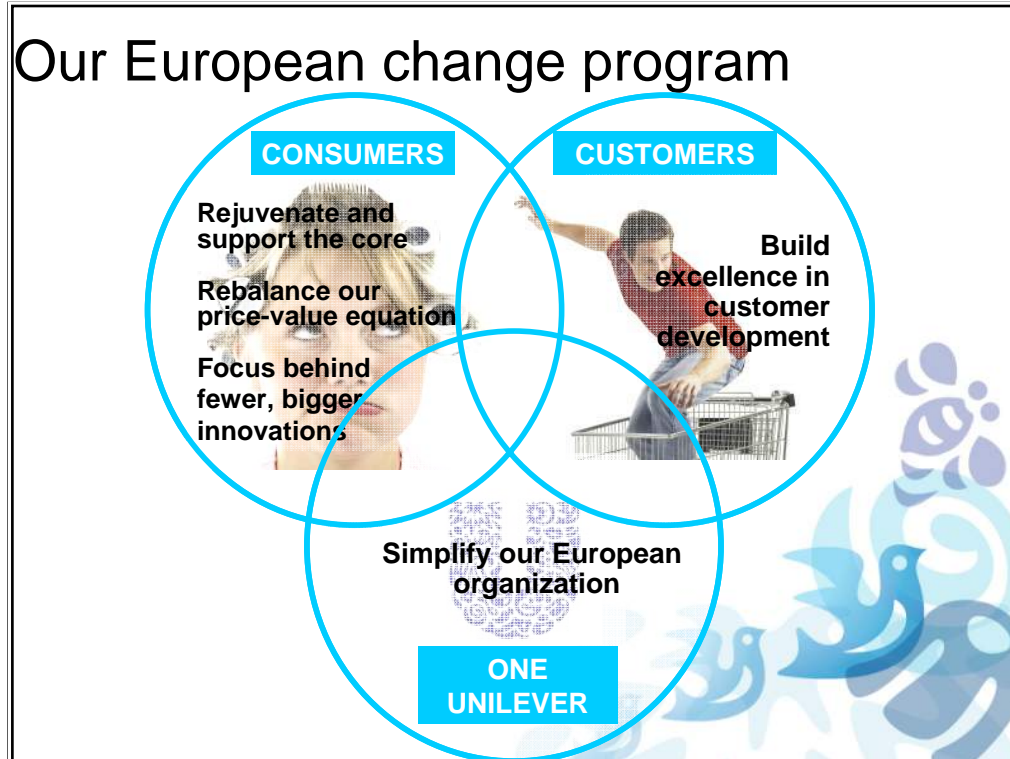 Our European change program
CONSUMERS
Rejuvenate and
support the core
Rebalance our
price-value equation
Focus behind
fewer, bigger
innovations
CUSTOMERS
Build
excellence in
customer
development
Simplify our European
organization
ONE
UNILEVER